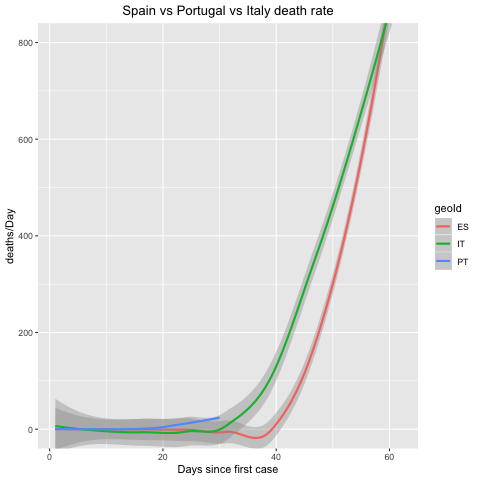 Spain vs Portugal vs Italy death rate
deaths/Day
800
600
400
200
0
0 20 40 60
Days since first case
geoId
ES
IT
PT